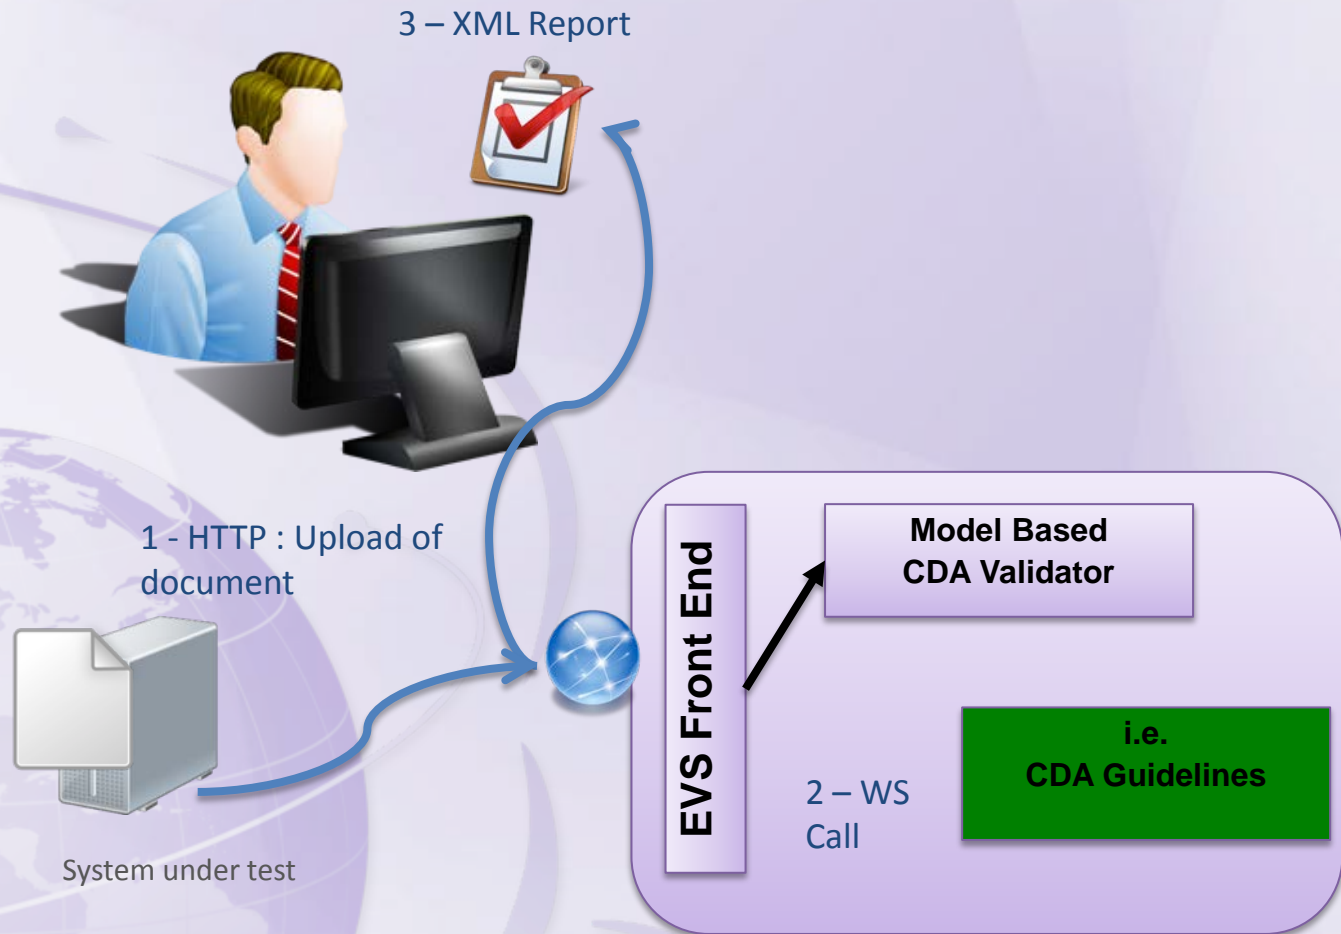 3 – XML Report
1 - HTTP : Upload of
document
System under test
EVS Front End
Model Based
CDA Validator
i.e.
CDA Guidelines
2 – WS
Call